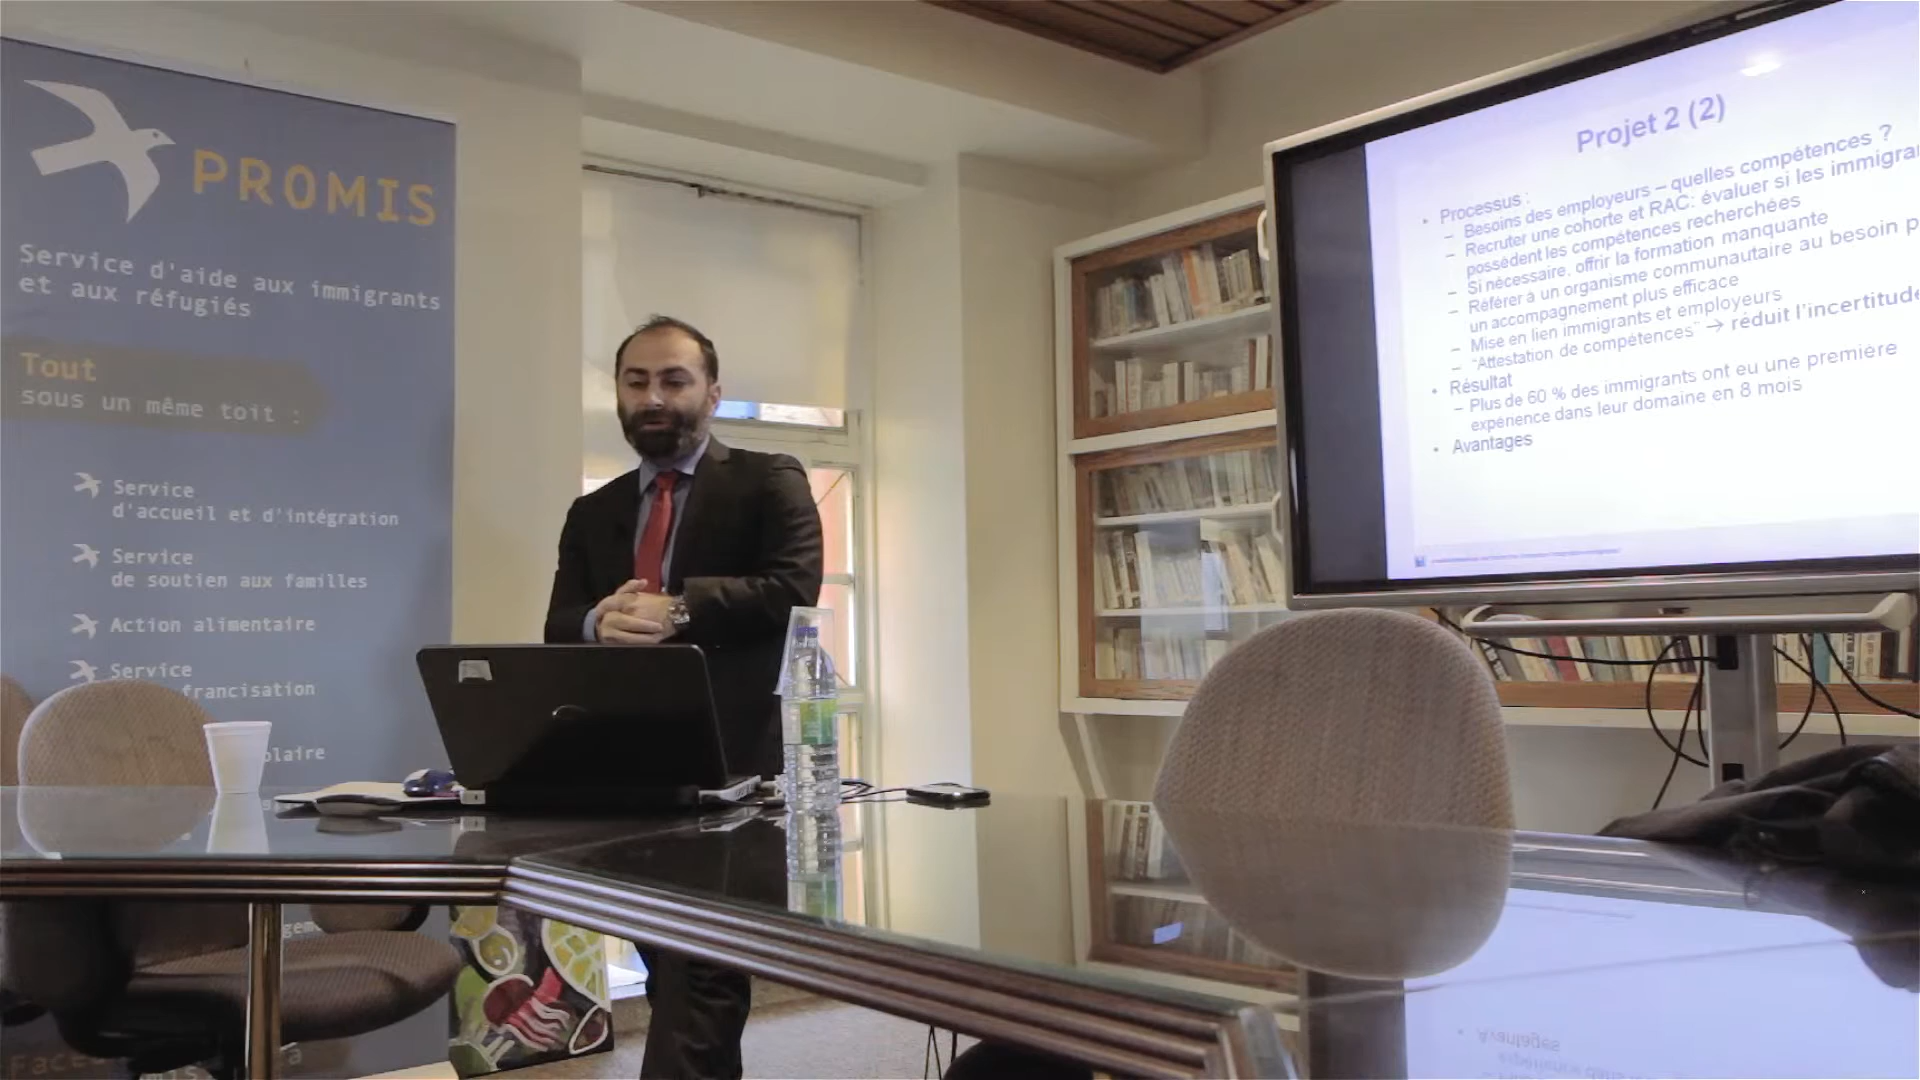 PROMIS
Service d'aide aux immigrants
et aux réfugiés
Tout
sous un même toit :
Service
d'accueil et d'intégration
Service
de soutien aux familles
Action alimentaire
Service
francisation
Projet 2 (2)
• Processus :
– Besoins des employeurs – quelles compétences ?
– Recruter une cohorte et RAC: évaluer si les
possèdent les compétences recherchées
– Si nécessaire, offrir la formation manquante
– Référer à un organisme communautaire au besoin
un accompagnement plus efficace
– Mise en lien immigrants et employeurs
– "Attestation de compétences" → réduit l'incertitude
• Résultat
– Plus de 60 % des immigrants ont eu une première
expérience dans leur domaine en 8 mois
• Avantages